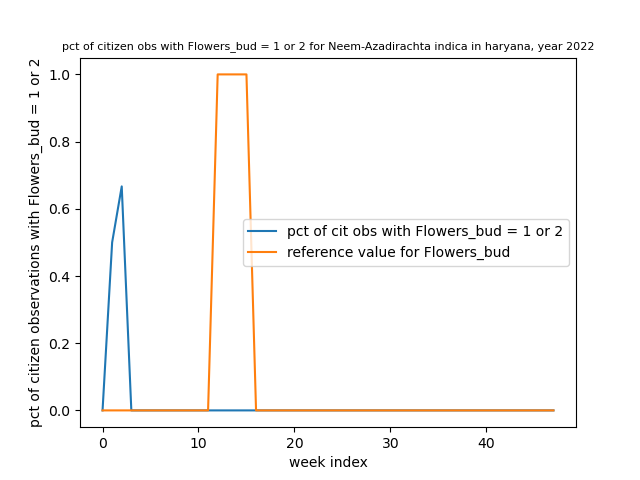 pct of citizen obs with Flowers_bud = 1 or 2 for Neem-Azadirachta indica in haryana, year 2022
pct of citizen observations with Flowers_bud = 1 or 2
1.0
0.8
0.6
0.4
0.2
0.0
pct of cit obs with Flowers_bud = 1 or 2
reference value for Flowers_bud
0 10 20 30 40
week index